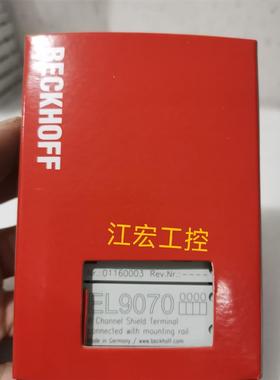 BECKHOFF
江宏工控
Nr.: 01160003 Rev.Nr.: ----
EL9070
Channel Shield Terminal
connected with mounting rail
Made in Germany / www.beckhoff.com